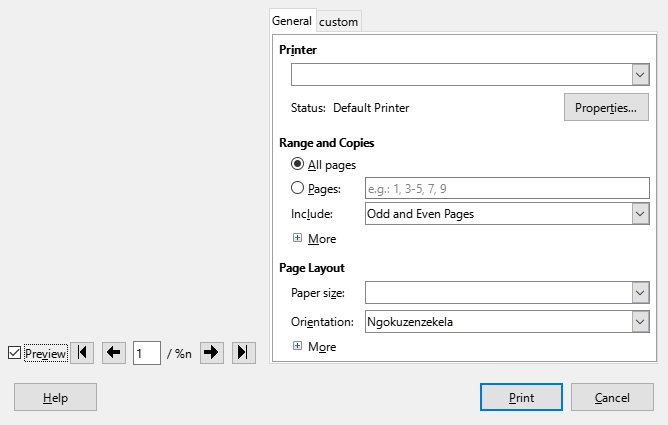 General custom
Printer
Status: Default Printer Properties...
Range and Copies
All pages
Pages: e.g.: 1, 3-5, 7, 9
Include: Odd and Even Pages
More
Page Layout
Paper size:
Orientation: Ngokuzenzekela
More
Preview 1 / %n
Help Print Cancel